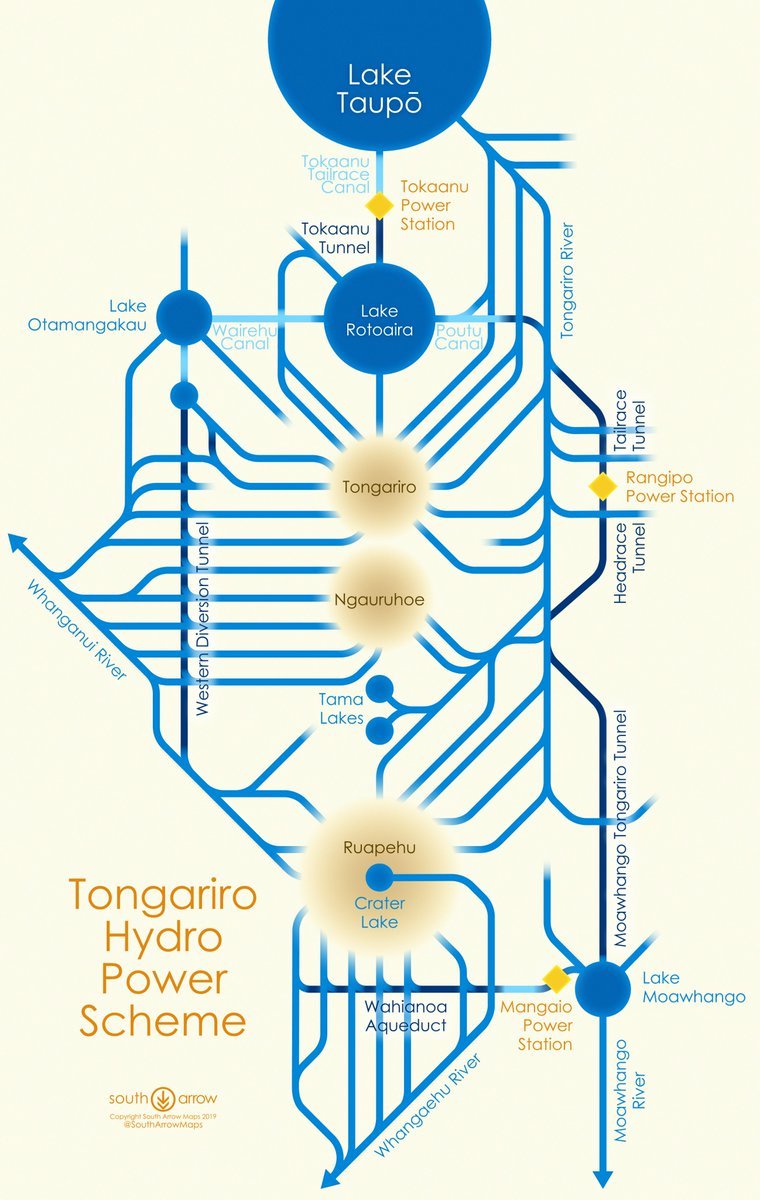 Lake
Taupō
Tokaanu
Tailrace
Canal
Tokaanu
Power
Station
Tokaanu
Tunnel
Tongariro River
Lake
Otamangakau
Wairehu
Canal
Lake
Rotoaira
Poutu
Canal
Tailrace
Tunnel
Tongariro
Rangipo
Power Station
Headrace
Tunnel
Western Diversion Tunnel
Whanganui River
Ngauruhoe
Tama
Lakes
Moawhango Tongariro Tunnel
Ruapehu
Crater
Lake
Tongariro
Hydro
Power
Scheme
Lake
Moawhango
Wahianoa
Aqueduct
Mangaio
Power
Station
Moawhango
River
Whangaehu River
south arrow
Copyright South Arrow Maps 2019
@SouthArrowMaps